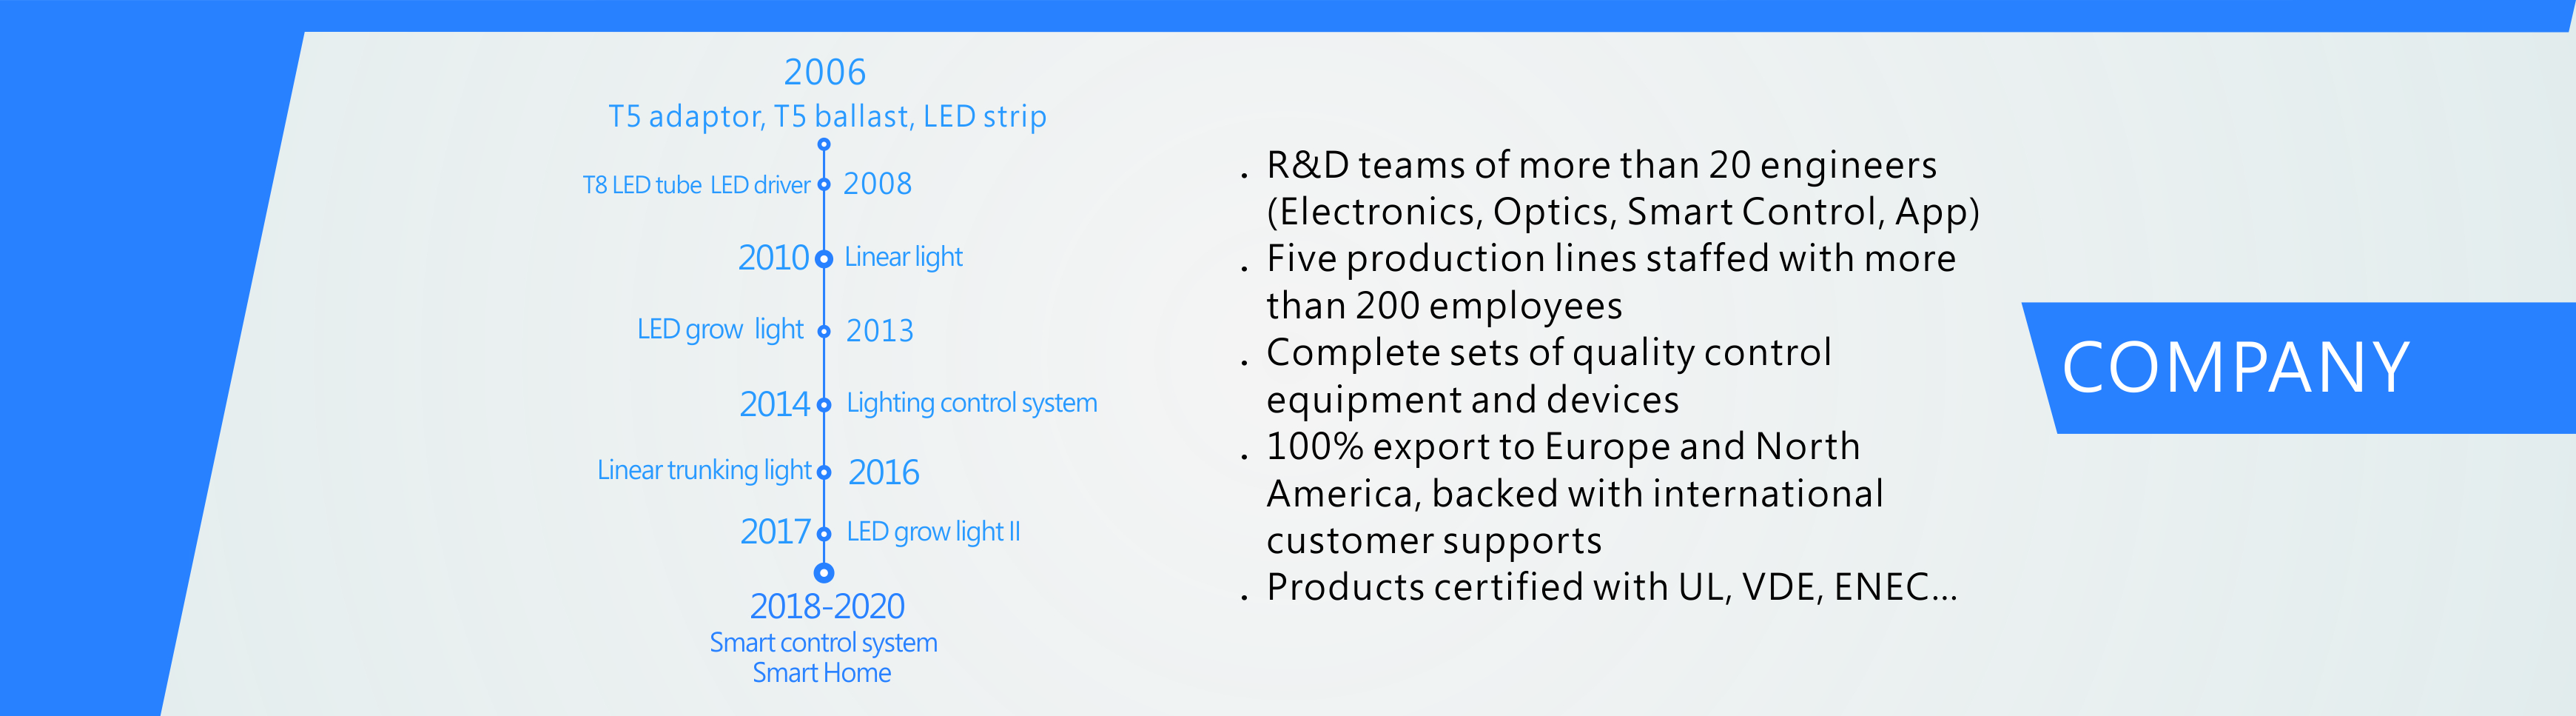 2006
T5 adaptor, T5 ballast, LED strip
T8 LED tube LED driver 2008
2010 Linear light
LED grow light 2013
2014 Lighting control system
Linear trunking light 2016
2017 LED grow light II
2018-2020
Smart control system
Smart Home
. R&D teams of more than 20 engineers
(Electronics, Optics, Smart Control, App)
. Five production lines staffed with more
than 200 employees
. Complete sets of quality control
equipment and devices
. 100% export to Europe and North
America, backed with international
customer supports
. Products certified with UL, VDE, ENEC...
COMPANY